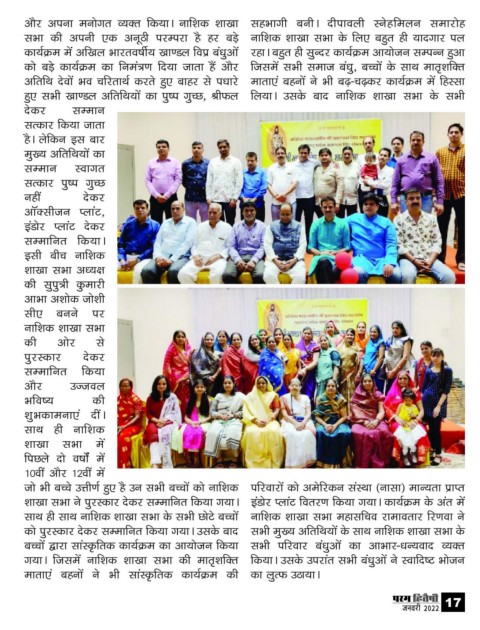 और अपना मनोगत व्यक्त किया। नाशिक शाखा
सभा की अपनी एक अनूठी परम्परा है हर बड़े
कार्यक्रम में अखिल भारतवर्षीय खाण्डल विप्र बंधुओं
को बड़े कार्यक्रम का निमंत्रण दिया जाता हैं और
अतिथि देवों भव चरितार्थ करते हुए बाहर से पधारे
हुए सभी खाण्डल अतिथियों का पुष्प गुच्छ, श्रीफल
देकर सम्मान
सत्कार किया जाता
है। लेकिन इस बार
मुख्य अतिथियों का
सम्मान स्वागत
सत्कार पुष्प गुच्छ
नहीं देकर
ऑक्सीजन प्लांट,
इंडोर प्लांट देकर
सम्मानित किया।
इसी बीच नाशिक
शाखा सभा अध्यक्ष
की सुपुत्री कुमारी
आभा अशोक जोशी
सीए बनने पर
नाशिक शाखा सभा
की ओर से
पुरस्कार देकर
सम्मानित किया
और उज्जवल
भविष्य की
शुभकामनाएं दीं।
साथ ही नाशिक
शाखा सभा में
पिछले दो वर्षों में
10वीं और 12वीं में
जो भी बच्चे उत्तीर्ण हुए है उन सभी बच्चों को नाशिक
शाखा सभा ने पुरस्कार देकर सम्मानित किया गया।
साथ ही साथ नाशिक शाखा सभा के सभी छोटे बच्चों
को पुरस्कार देकर सम्मानित किया गया। उसके बाद
बच्चों द्वारा सांस्कृतिक कार्यक्रम का आयोजन किया
गया। जिसमें नाशिक शाखा सभा की मातृशक्ति
माताएं बहनों ने भी सांस्कृतिक कार्यक्रम की
सहभागी बनी। दीपावली स्नेहमिलन समारोह
नाशिक शाखा सभा के लिए बहुत ही यादगार पल
रहा। बहुत ही सुन्दर कार्यक्रम आयोजन सम्पन्न हुआ
जिसमें सभी समाज बंधु, बच्चों के साथ मातृशक्ति
माताएं बहनों ने भी बढ़-चढ़कर कार्यक्रम में हिस्सा
लिया। उसके बाद नाशिक शाखा सभा के सभी
परिवारों को अमेरिकन संस्था (नासा) मान्यता प्राप्त
इंडोर प्लांट वितरण किया गया। कार्यक्रम के अंत में
नाशिक शाखा सभा महासचिव रामावतार रिणवा ने
सभी मुख्य अतिथियों के साथ नाशिक शाखा सभा के
सभी परिवार बंधुओं का आभार-धन्यवाद व्यक्त
किया। उसके उपरांत सभी बंधुओं ने स्वादिष्ट भोजन
का लुत्फ उठाया।
परम हितैषी
जनवरी 2022
17